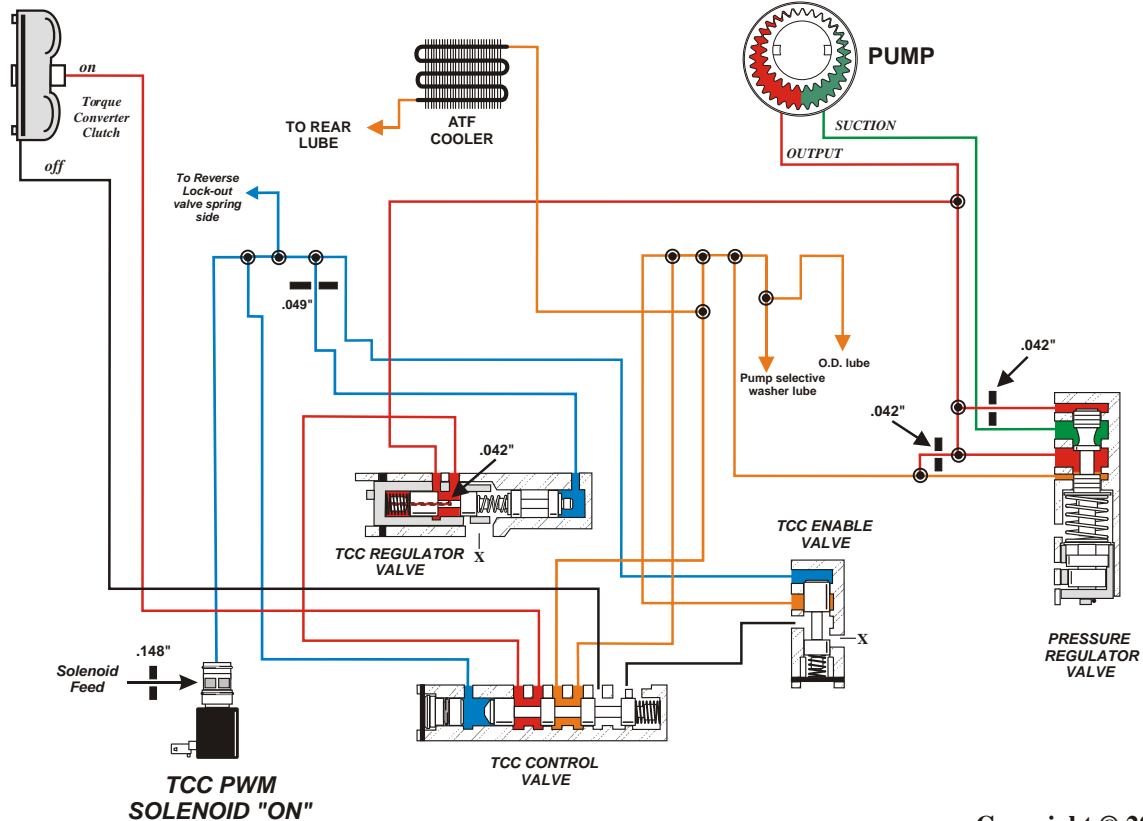 PUMP
on
Torque
Converter
Clutch
off
TO REAR
LUBE
ATF
COOLER
SUCTION
OUTPUT
To Reverse
Lock-out
valve spring
side
.049"
O.D. lube
Pump selective
washer lube
.042"
.042"
.042"
TCC REGULATOR
VALVE
X
TCC ENABLE
VALVE
X
PRESSURE
REGULATOR
VALVE
.148"
Solenoid
Feed
TCC CONTROL
VALVE
TCC PWM
SOLENOID "ON"